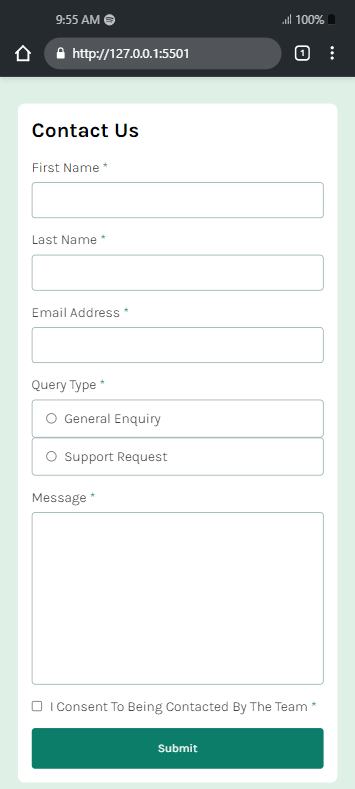 9:55 AM
100%
http://127.0.0.1:5501
1
Contact Us
First Name *
Last Name *
Email Address *
Query Type *
General Enquiry
Support Request
Message *
I Consent To Being Contacted By The Team *
Submit